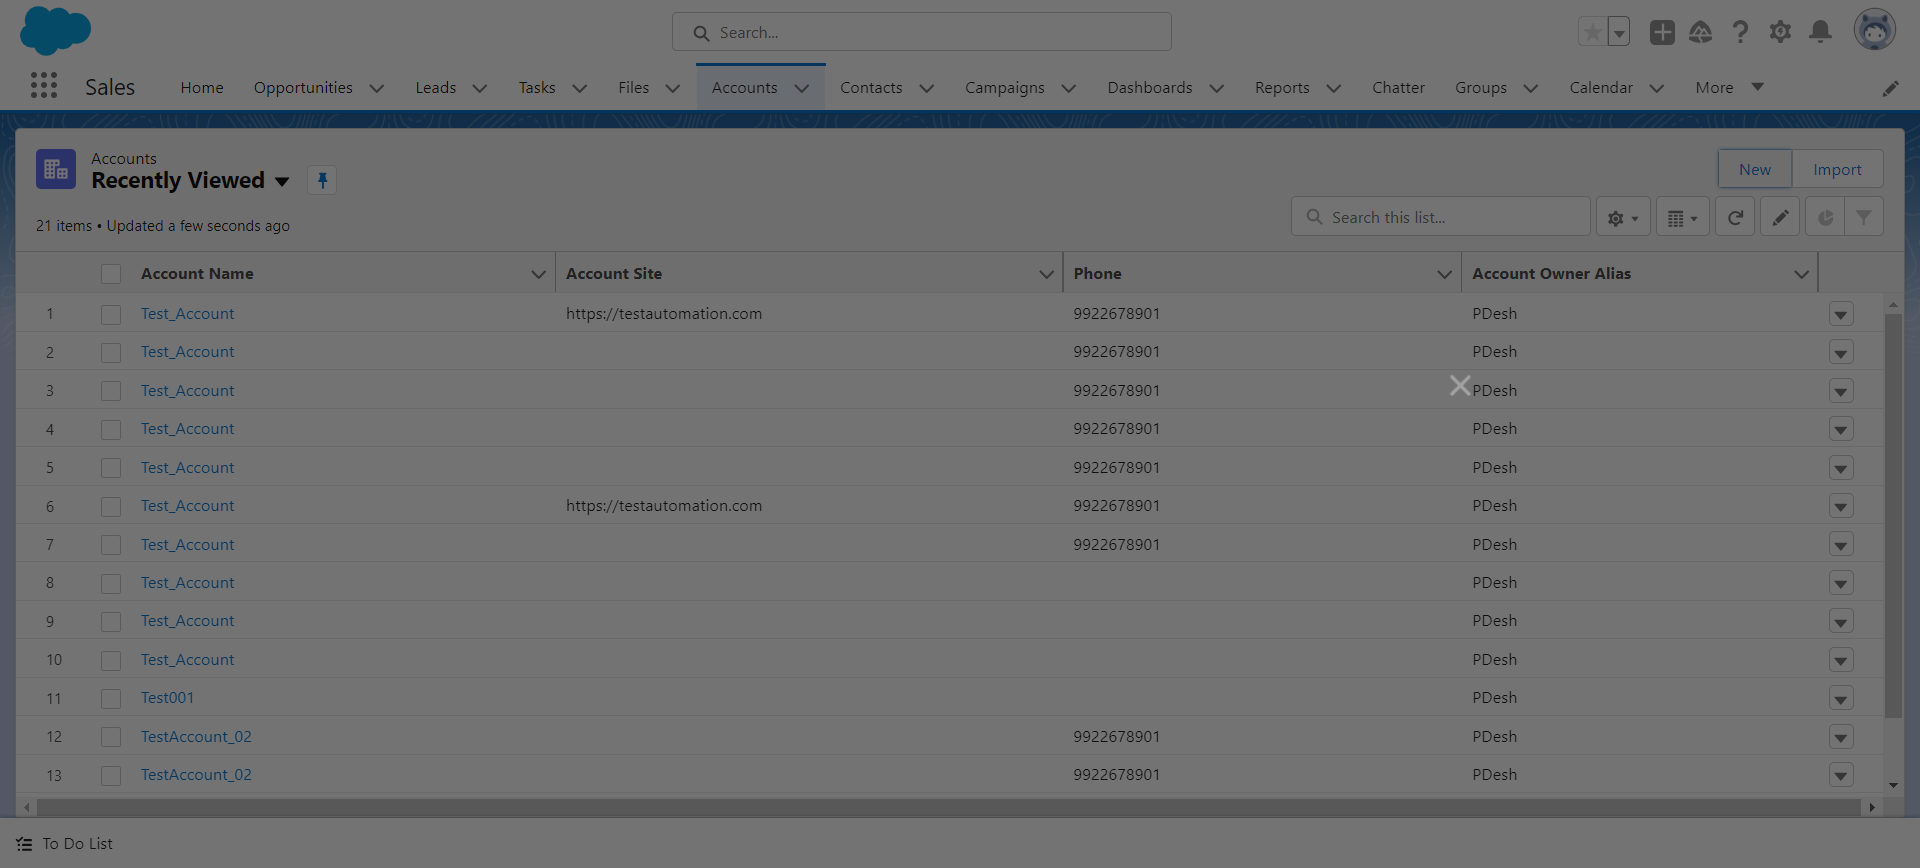 Search...
Sales Home Opportunities Leads Tasks Files Accounts Contacts Campaigns Dashboards Reports Chatter Groups Calendar More
Accounts
Recently Viewed
New Import
21 items • Updated a few seconds ago
Search this list...
Account Name Account Site Phone Account Owner Alias
1 Test_Account https://testautomation.com 9922678901 PDesh
2 Test_Account 9922678901 PDesh
3 Test_Account 9922678901 PDesh
4 Test_Account 9922678901 PDesh
5 Test_Account 9922678901 PDesh
6 Test_Account https://testautomation.com 9922678901 PDesh
7 Test_Account 9922678901 PDesh
8 Test_Account PDesh
9 Test_Account PDesh
10 Test_Account PDesh
11 Test001 PDesh
12 TestAccount_02 9922678901 PDesh
13 TestAccount_02 9922678901 PDesh
To Do List